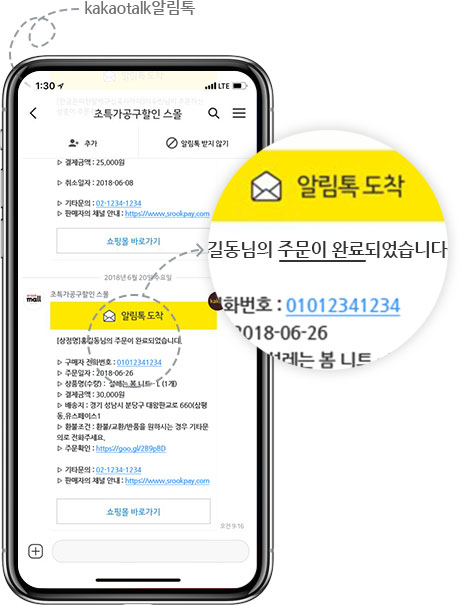 kakaotalk알림톡
1:30
LTE
알림톡 도착
초특가공구할인 스몰
추가
알림톡 받지 않기
▷ 결제금액 : 25,000원
▷ 취소일자 : 2018-06-08
▷ 기타문의 : 02-1234-1234
▷ 판매자의 채널 안내 : https://www.srookpay.com
쇼핑몰 바로가기
2018년 6월 20일 수요일
초특가공구할인 스몰
mall
알림톡 도착
[상점명]홍길동님의 주문이 완료되었습니다.
▷ 구매자 전화번호 : 01012341234
▷ 주문일자 : 2018-06-26
▷ 상품명(수량) : 설레는 봄 니트 - L (1개)
▷ 결제금액 : 30,000원
▷ 배송지 : 경기 성남시 분당구 대왕판교로 660(삼평
동,유스페이스1
▷ 환불조건 : 환불/교환/반품을 원하시는 경우 기타문
의로 전화주세요.
▷ 주문확인 : https://goo.gl/2B9pBD
▷ 기타문의 : 02-1234-1234
▷ 판매자의 채널 안내 : https://www.srookpay.com
쇼핑몰 바로가기
오전 9:16
알림톡 도착
길동님의 주문이 완료되었습니다
kak
화번호 : 01012341234
2018-06-26
설레는 봄 니트